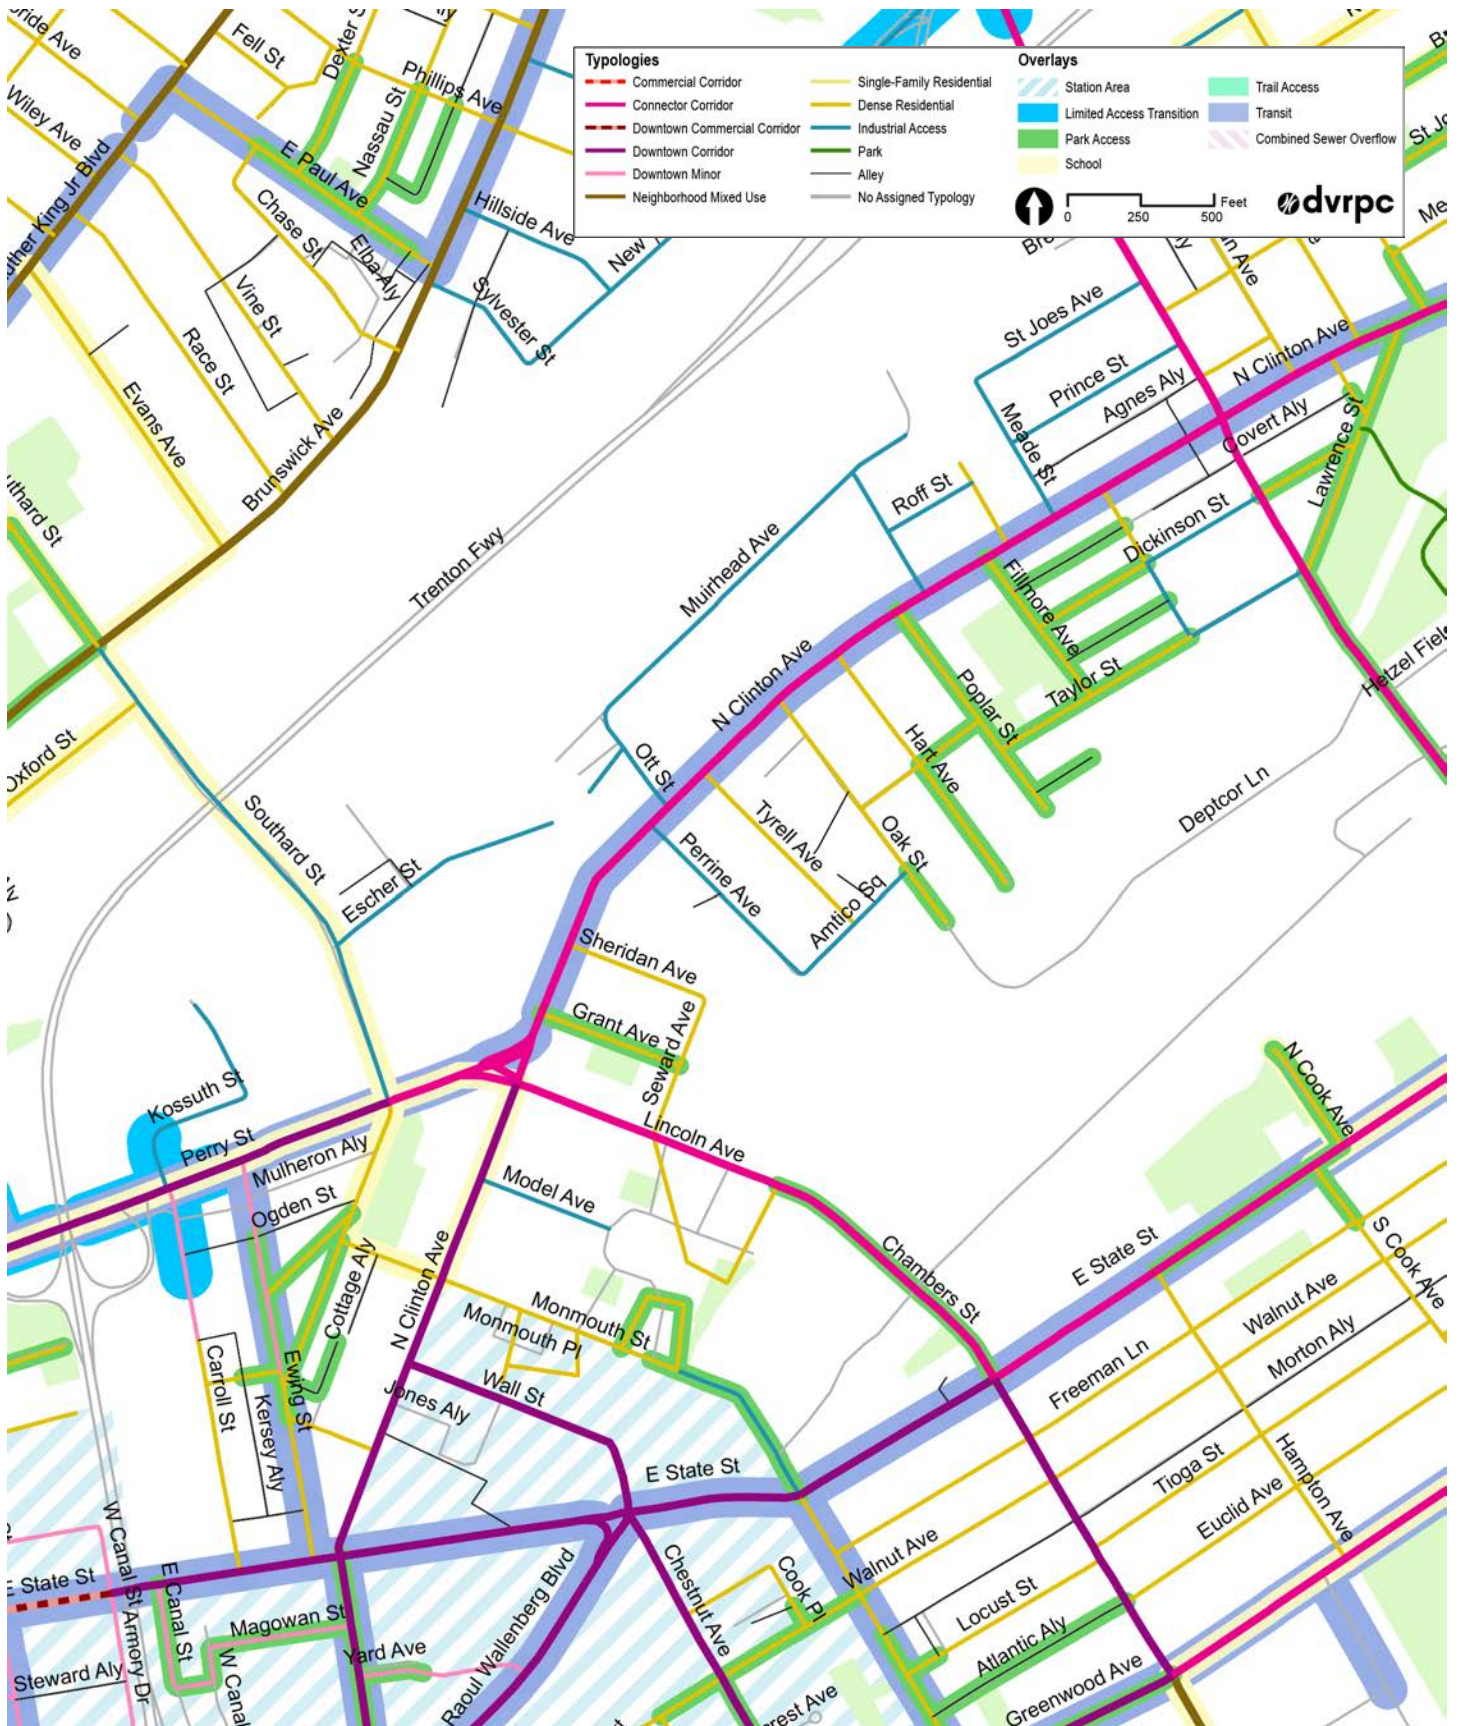 Fell St
Phillips Ave
Nassau St
Wiley Ave
E Paul Ave
Chase St
Elba Aly
Hillside Ave
Sylvester St
Vine St
Race St
Evans Ave
Brunswick Ave
Typologies
Commercial Corridor
Connector Corridor
Downtown Commercial Corridor
Downtown Corridor
Downtown Minor
Neighborhood Mixed Use
Single-Family Residential
Dense Residential
Industrial Access
Park
Alley
No Assigned Typology
Overlays
Station Area
Limited Access Transition
Park Access
School
Trail Access
Transit
Combined Sewer Overflow
0 250 500 Feet
dvrpc
St Joes Ave
Prince St
Agnes Aly
Meade St
N Clinton Ave
Covert Aly
Lawrence St
Roff St
Dickinson St
Muirhead Ave
Trenton Fwy
Fillmore Ave
Taylor St
Poplar St
N Clinton Ave
Hart Ave
Ott St
Oxford St
Southard St
Escher St
Tyrell Ave
Oak St
Perrine Ave
Amtico Sq
Deptcor Ln
Sheridan Ave
Grant Ave
Seward Ave
Lincoln Ave
Kossuth St
Perry St
Mulheron Aly
Ogden St
Model Ave
Cottage Aly
N Clinton Ave
Monmouth St
Monmouth Pl
Chambers St
N Cook Ave
E State St
S Cook Ave
Walnut Ave
Morton Aly
Freeman Ln
Wall St
Jones Aly
Carroll St
Kersey Aly
Ewing St
E State St
Tioga St
Euclid Ave
Hampton Ave
Walnut Ave
Locust St
Atlantic Aly
Greenwood Ave
Cook Pl
Chestnut Ave
Raoul Wallenberg Blvd
E State St
W Canal St
Armory Dr
E Canal St
Magowan St
Yard Ave
Steward Aly
W Canal